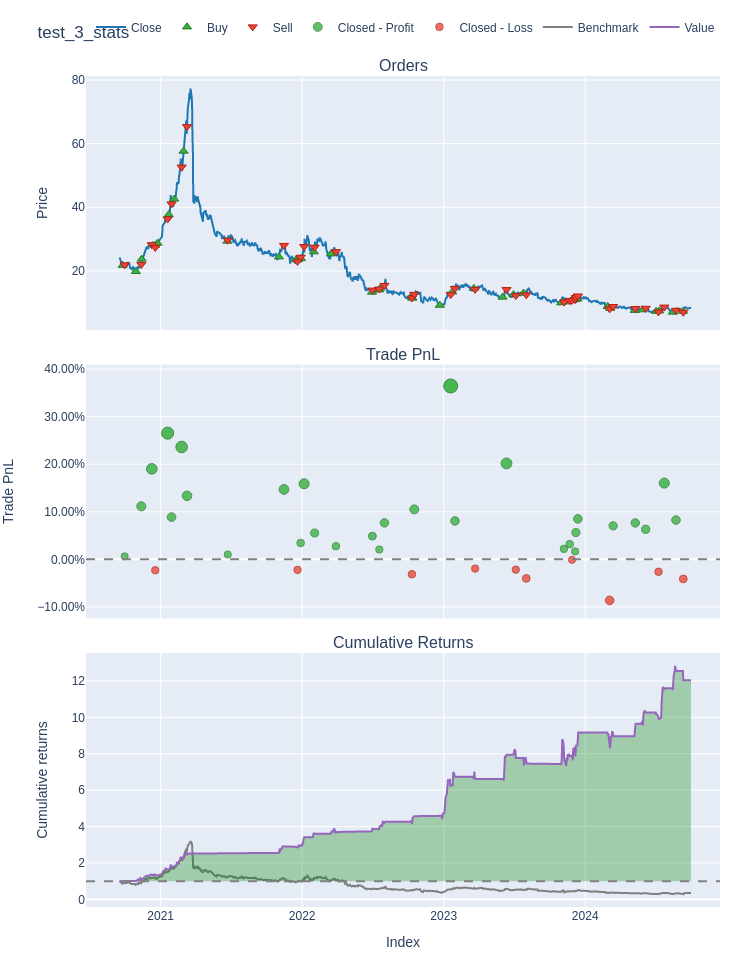 test_3_stats
Close Buy Sell Closed - Profit Closed - Loss Benchmark Value
Orders
Price
80
60
40
20
Trade PnL
Trade PnL
40.00%
30.00%
20.00%
10.00%
0.00%
−10.00%
Cumulative Returns
Cumulative returns
12
10
8
6
4
2
0
2021 2022 2023 2024
Index